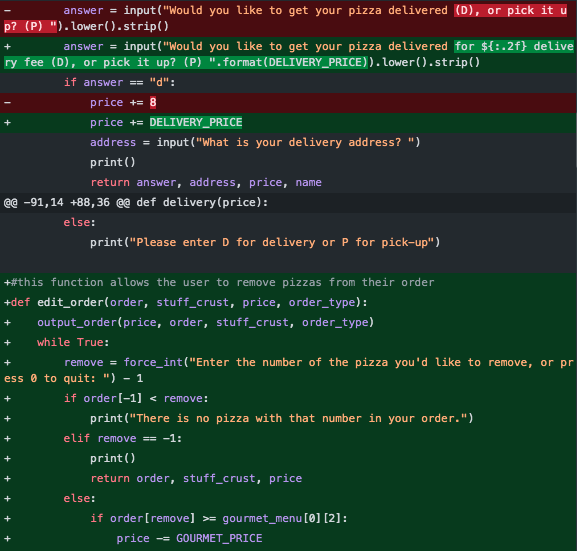 -        answer = input("Would you like to get your pizza delivered (D), or pick it u
p? (P) ").lower().strip()
+        answer = input("Would you like to get your pizza delivered for ${:.2f} delive
ry fee (D), or pick it up? (P) ".format(DELIVERY_PRICE)).lower().strip()
         if answer == "d":
-            price += 8
+            price += DELIVERY_PRICE
             address = input("What is your delivery address? ")
             print()
             return answer, address, price, name
@@ -91,14 +88,36 @@ def delivery(price):
         else:
             print("Please enter D for delivery or P for pick-up")
+#this function allows the user to remove pizzas from their order
+def edit_order(order, stuff_crust, price, order_type):
+    output_order(price, order, stuff_crust, order_type)
+    while True:
+        remove = force_int("Enter the number of the pizza you'd like to remove, or pr
ess 0 to quit: ") - 1
+        if order[-1] < remove:
+            print("There is no pizza with that number in your order.")
+        elif remove == -1:
+            print()
+            return order, stuff_crust, price
+        else:
+            if order[remove] >= gourmet_menu[0][2]:
+                price -= GOURMET_PRICE